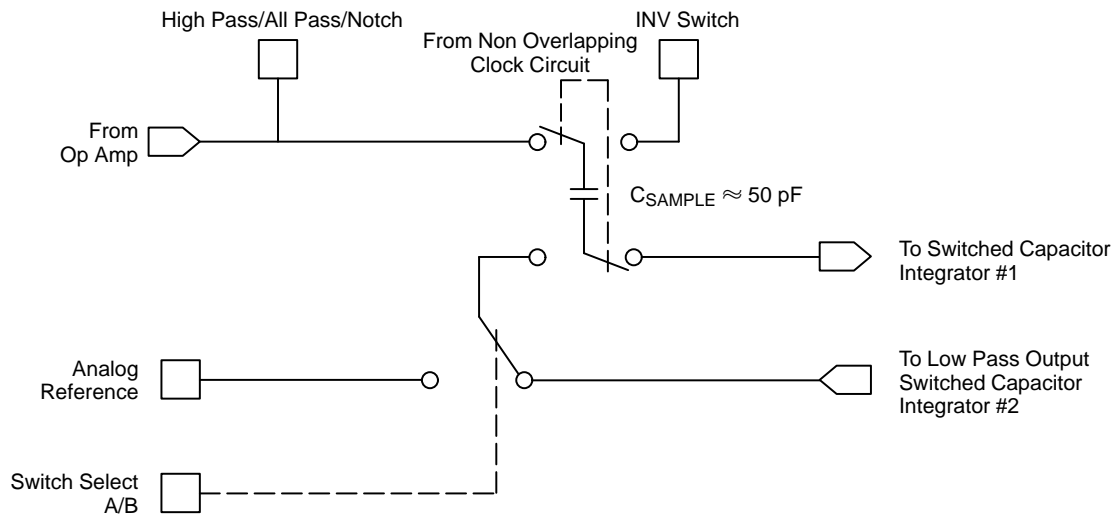 High Pass/All Pass/Notch
INV Switch
From Non Overlapping
Clock Circuit
From
Op Amp
CSAMPLE ≈ 50 pF
To Switched Capacitor
Integrator #1
Analog
Reference
To Low Pass Output
Switched Capacitor
Integrator #2
Switch Select
A/B